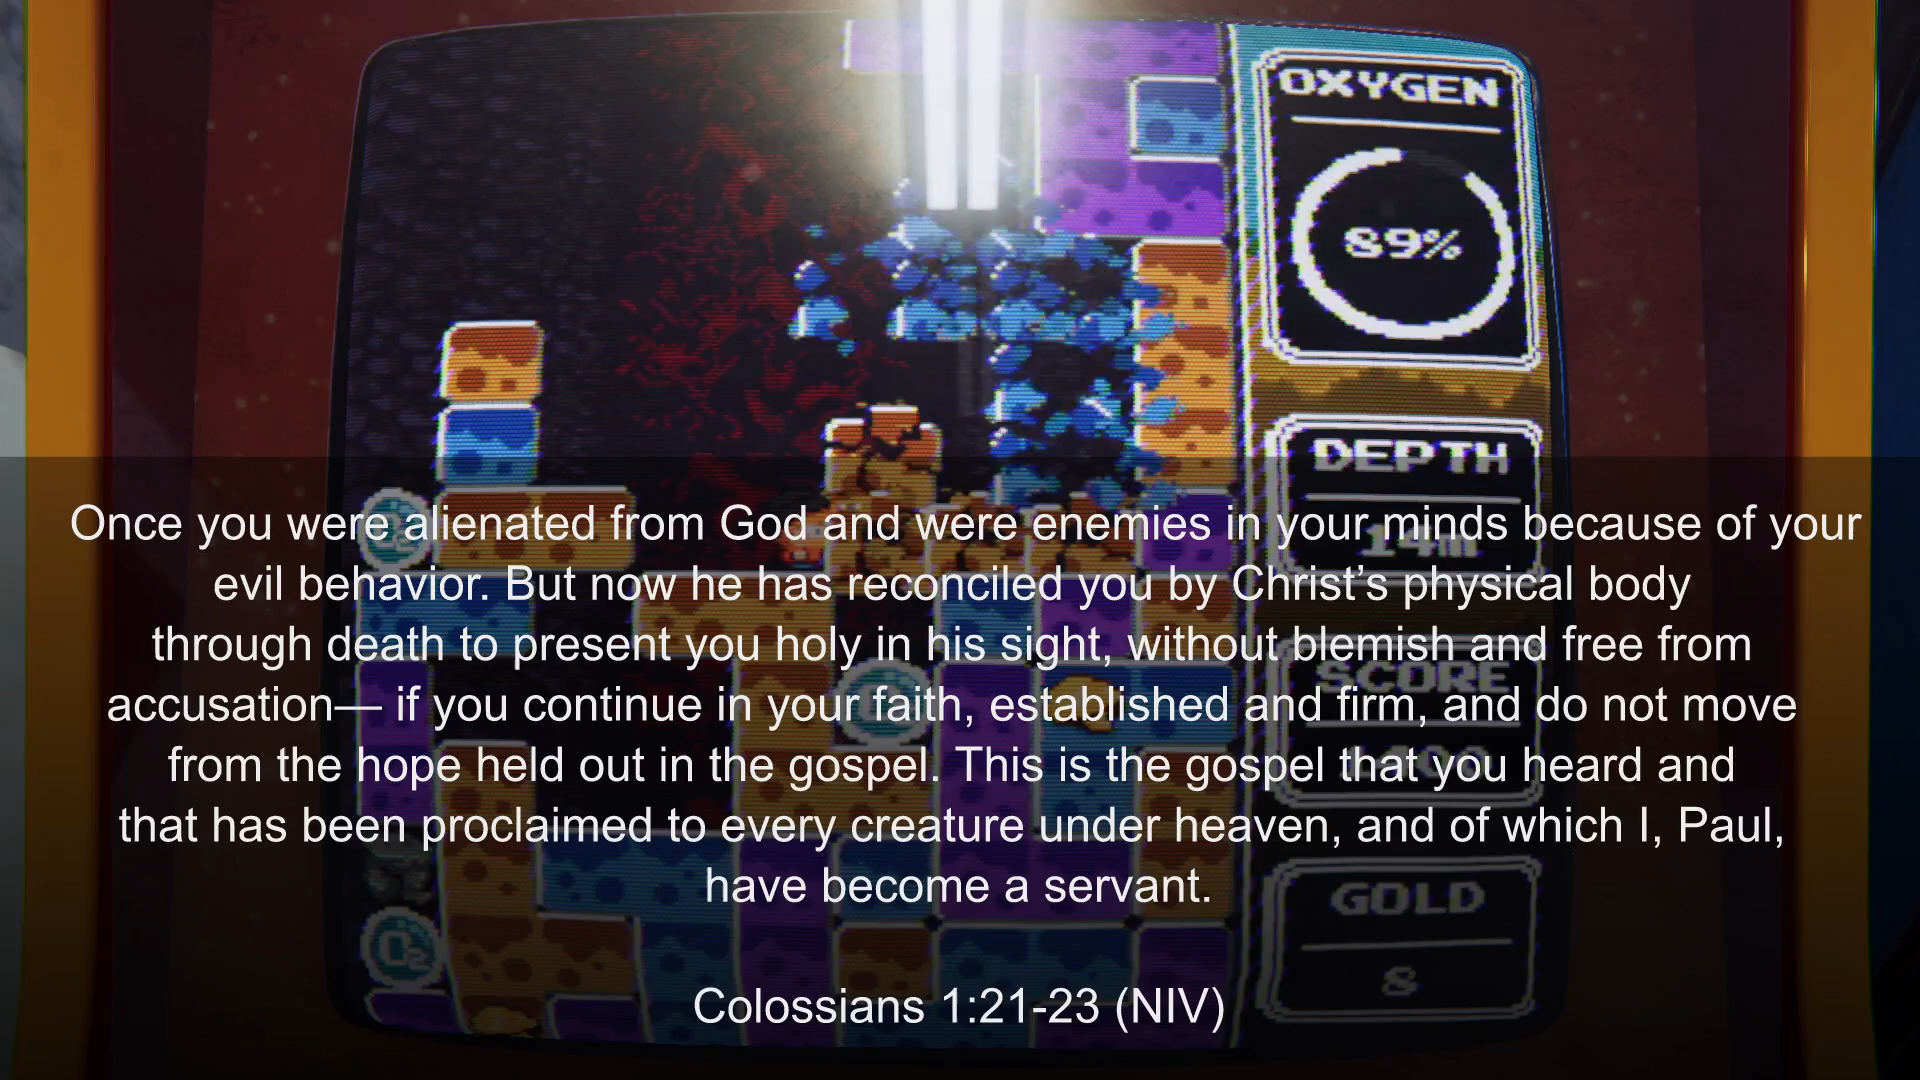 OXYGEN
89%
DEPTH
14m
Once you were alienated from God and were enemies in your minds because of your
evil behavior. But now he has reconciled you by Christ’s physical body
through death to present you holy in his sight, without blemish and free from
accusation— if you continue in your faith, established and firm, and do not move
from the hope held out in the gospel. This is the gospel that you heard and
that has been proclaimed to every creature under heaven, and of which I, Paul,
have become a servant.
SCORE
GOLD
8
O2
Colossians 1:21-23 (NIV)